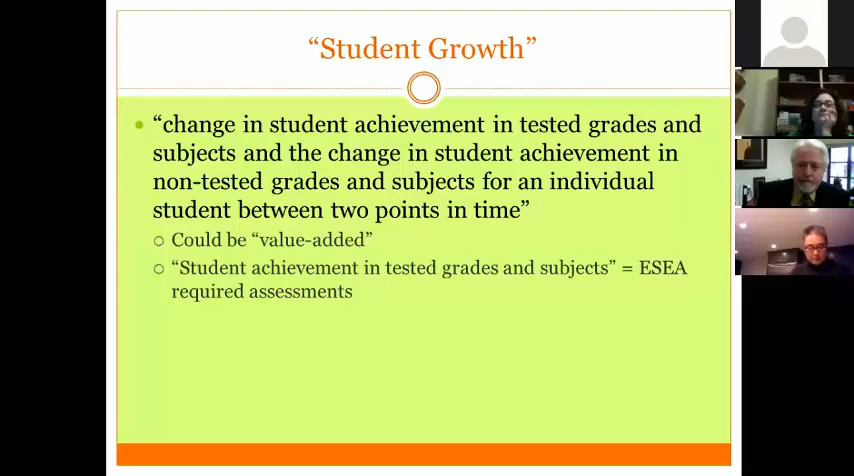 “Student Growth”
“change in student achievement in tested grades and
subjects and the change in student achievement in
non-tested grades and subjects for an individual
student between two points in time”
Could be “value-added”
“Student achievement in tested grades and subjects” = ESEA
required assessments